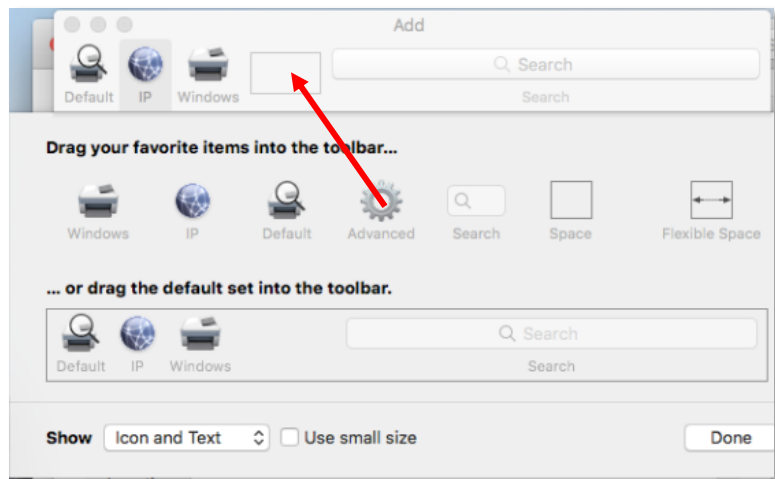 Add
Search
Default IP Windows Search
Drag your favorite items into the toolbar...
Windows IP Default Advanced Search Space Flexible Space
... or drag the default set into the toolbar.
Search
Default IP Windows Search
Show Icon and Text Use small size Done